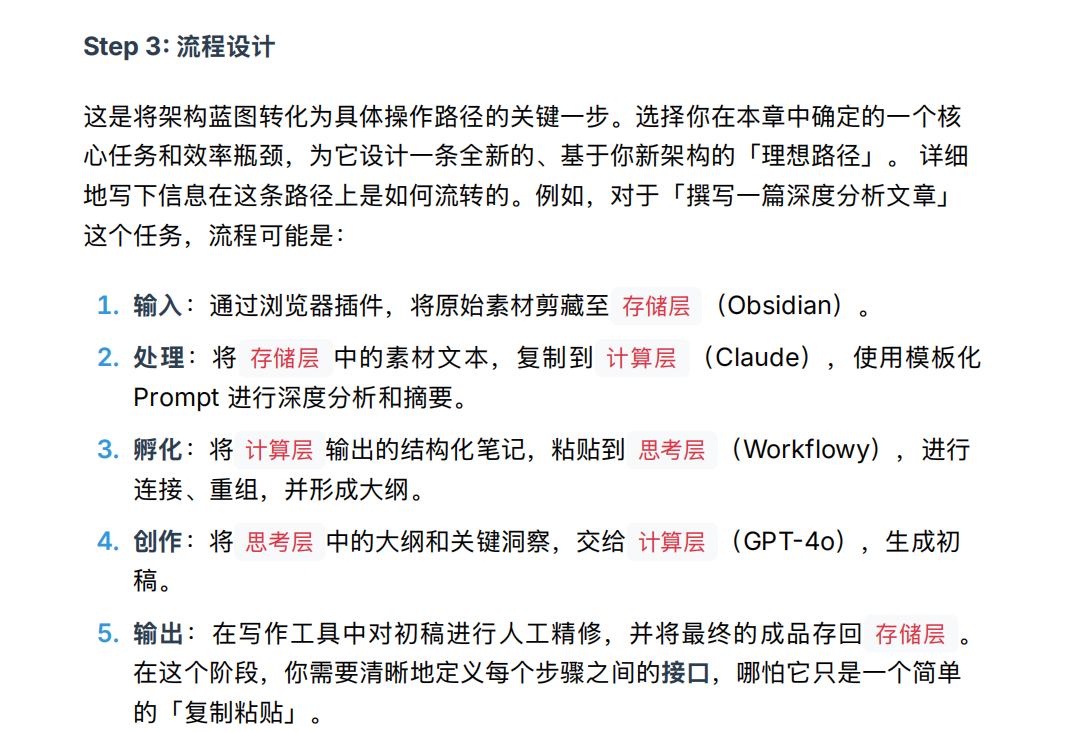 Step 3: 流程设计
这是将架构蓝图转化为具体操作路径的关键一步。选择你在本章中确定的一个核
心任务和效率瓶颈，为它设计一条全新的、基于你新架构的「理想路径」。 详细
地写下信息在这条路径上是如何流转的。例如，对于「撰写一篇深度分析文章」
这个任务，流程可能是：
1. 输入：通过浏览器插件，将原始素材剪藏至 存储层 （Obsidian）。
2. 处理：将 存储层 中的素材文本，复制到 计算层 （Claude），使用模板化
Prompt 进行深度分析和摘要。
3. 孵化：将 计算层 输出的结构化笔记，粘贴到 思考层 （Workflowy），进行
连接、重组，并形成大纲。
4. 创作：将 思考层 中的大纲和关键洞察，交给 计算层 （GPT-4o），生成初
稿。
5. 输出：在写作工具中对初稿进行人工精修，并将最终的成品存回 存储层 。
在这个阶段，你需要清晰地定义每个步骤之间的接口，哪怕它只是一个简单
的「复制粘贴」。